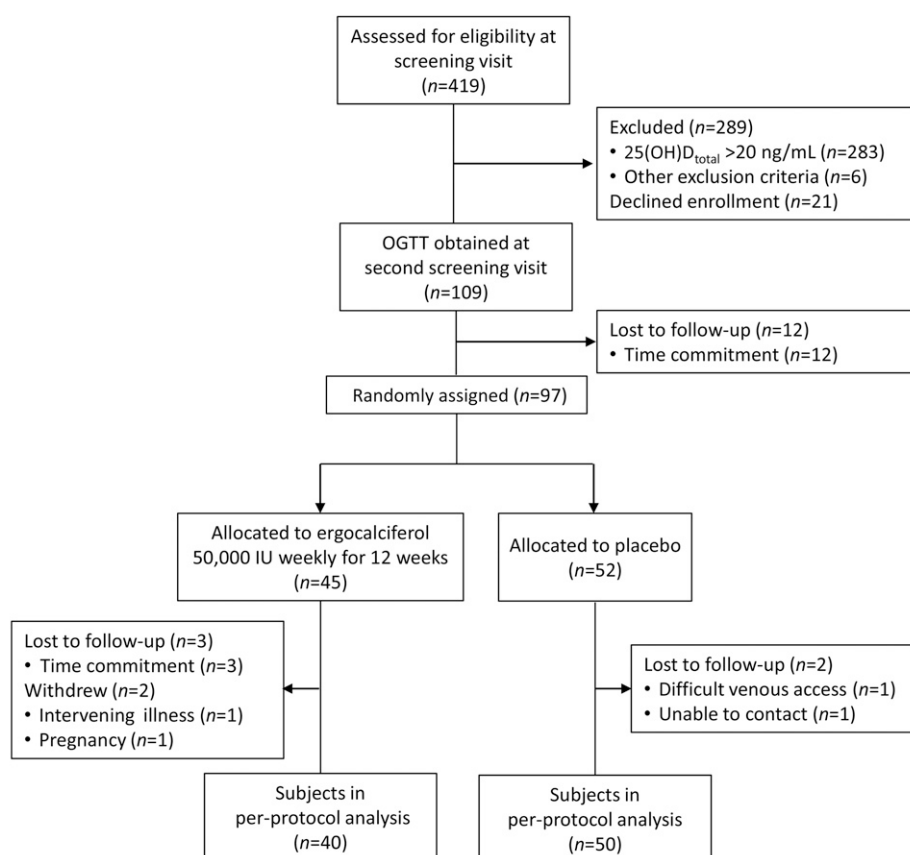 Assessed for eligibility at
screening visit
(n=419)
Excluded (n=289)
• 25(OH)Dtotal >20 ng/mL (n=283)
• Other exclusion criteria (n=6)
Declined enrollment (n=21)
OGTT obtained at
second screening visit
(n=109)
Lost to follow-up (n=12)
• Time commitment (n=12)
Randomly assigned (n=97)
Allocated to ergocalciferol
50,000 IU weekly for 12 weeks
(n=45)
Allocated to placebo
(n=52)
Lost to follow-up (n=3)
• Time commitment (n=3)
Withdrew (n=2)
• Intervening illness (n=1)
• Pregnancy (n=1)
Lost to follow-up (n=2)
• Difficult venous access (n=1)
• Unable to contact (n=1)
Subjects in
per-protocol analysis
(n=40)
Subjects in
per-protocol analysis
(n=50)